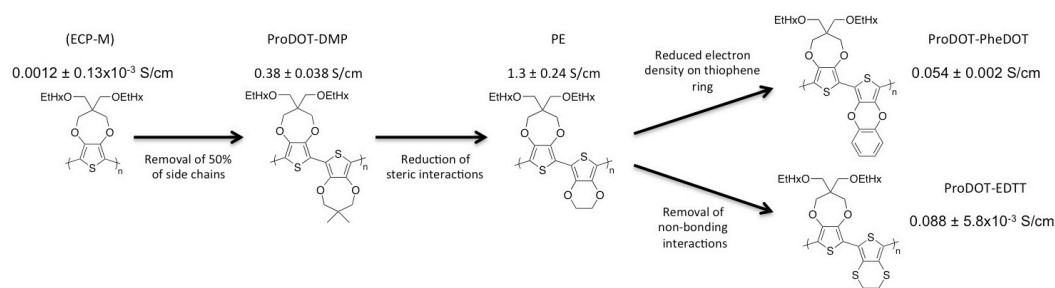 (ECP-M)
0.0012 ± 0.13x10⁻³ S/cm
OEtHx
EtHxO
O
O
S
n
Removal of 50%
of side chains
ProDOT-DMP
0.38 ± 0.038 S/cm
EtHxO
OEtHx
O
O
S
S
n
O
O
Reduction of
steric interactions
PE
1.3 ± 0.24 S/cm
EtHxO
OEtHx
O
O
S
S
n
O
O
Reduced electron
density on thiophene
ring
EtHxO
OEtHx
O
O
S
S
n
O
O
ProDOT-PheDOT
0.054 ± 0.002 S/cm
Removal of
non-bonding
interactions
EtHxO
OEtHx
O
O
S
S
n
S
S
ProDOT-EDTT
0.088 ± 5.8x10⁻³ S/cm